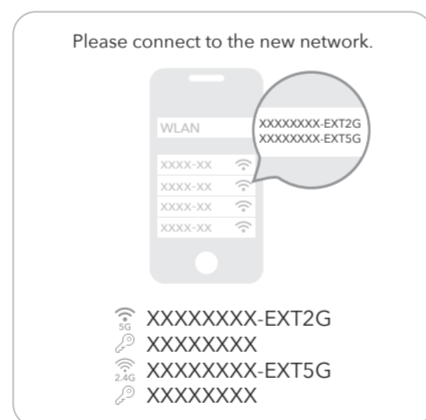 Please connect to the new network.
WLAN
XXXXXXXX-EXT2G
XXXXXXXX-EXT5G
XXXX-XX
XXXX-XX
XXXX-XX
XXXX-XX
5G XXXXXXXX-EXT2G
XXXXXXXX
2.4G XXXXXXXX-EXT5G
XXXXXXXX